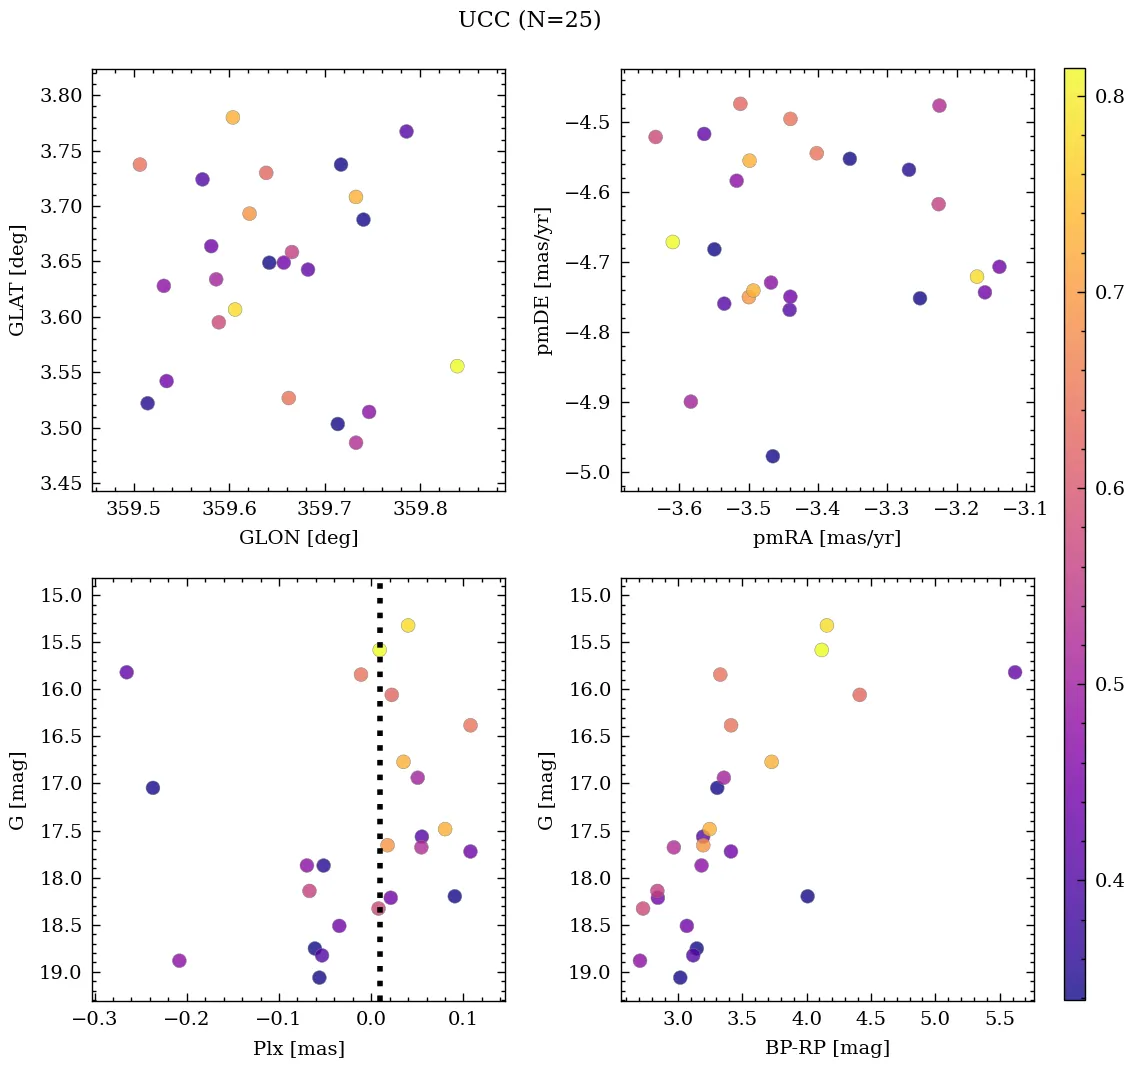 UCC (N=25)
3.80
3.75
3.70
3.65
3.60
3.55
3.50
3.45
GLAT [deg]
359.5 359.6 359.7 359.8
GLON [deg]
−4.5
−4.6
−4.7
−4.8
−4.9
−5.0
pmDE [mas/yr]
−3.6 −3.5 −3.4 −3.3 −3.2 −3.1
pmRA [mas/yr]
15.0
15.5
16.0
16.5
17.0
17.5
18.0
18.5
19.0
G [mag]
−0.3 −0.2 −0.1 0.0 0.1
Plx [mas]
15.0
15.5
16.0
16.5
17.0
17.5
18.0
18.5
19.0
G [mag]
3.0 3.5 4.0 4.5 5.0 5.5
BP-RP [mag]
0.8
0.7
0.6
0.5
0.4